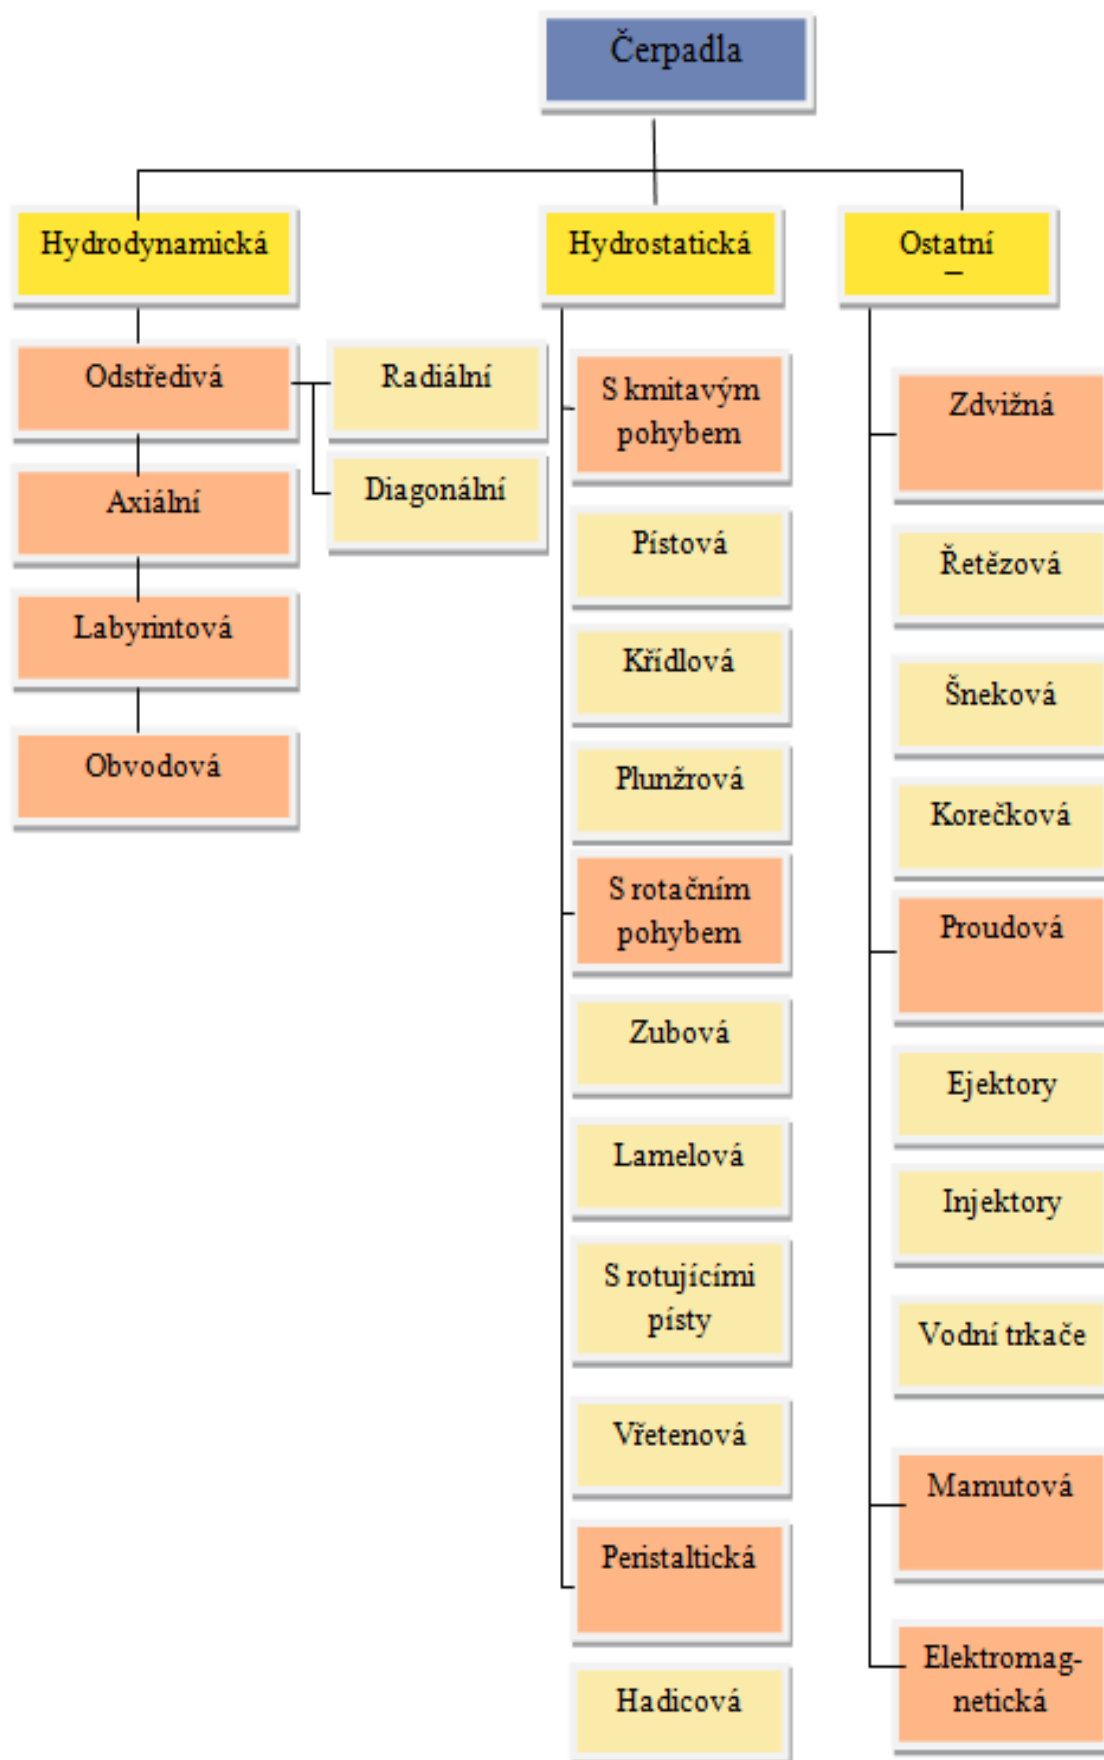 Čerpadla
Hydrodynamická
Odstředivá
Radiální
Diagonální
Axiální
Labyrintová
Obvodová
Hydrostatická
S kmitavým
pohybem
Pístová
Křídlová
Plunžrová
S rotačním
pohybem
Zubová
Lamelová
S rotujícími
písty
Vřetenová
Peristaltická
Hadicová
Ostatní
–
Zdvižná
Řetězová
Šneková
Korečková
Proudová
Ejektory
Injektory
Vodní trkače
Mamutová
Elektromag-
netická